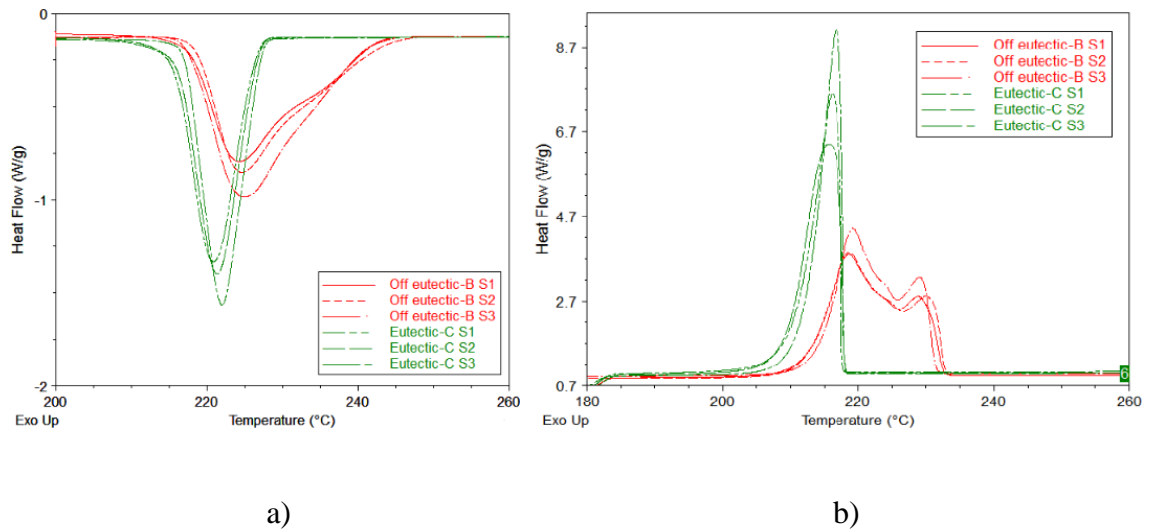 0
-1
-2
Heat Flow (W/g)
Off eutectic-B S1
Off eutectic-B S2
Off eutectic-B S3
Eutectic-C S1
Eutectic-C S2
Eutectic-C S3
200 220 240 260
Exo Up Temperature (°C)
8.7
6.7
4.7
2.7
0.7
Heat Flow (W/g)
Off eutectic-B S1
Off eutectic-B S2
Off eutectic-B S3
Eutectic-C S1
Eutectic-C S2
Eutectic-C S3
6
180 200 220 240 260
Exo Up Temperature (°C)
a) b)